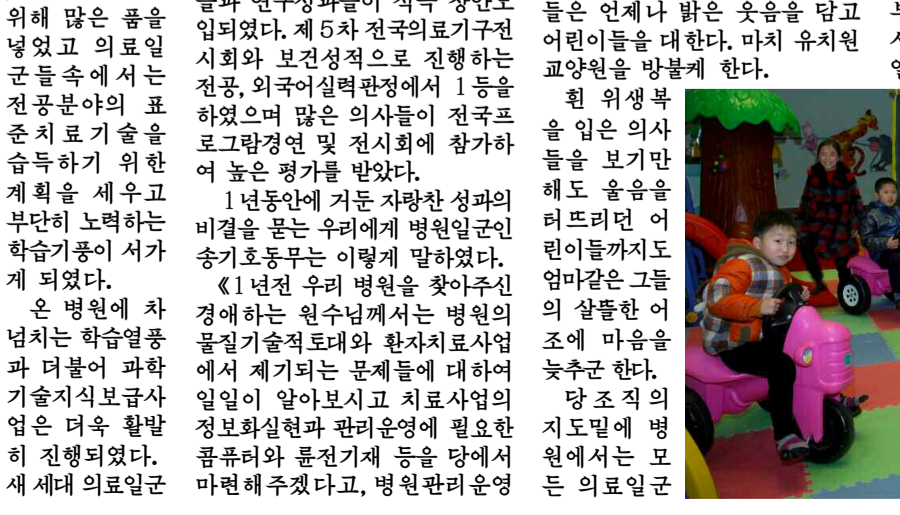 위해 많은 품을
넣었고 의료일
군들속에서는
전공분야의 표
준치료기술을
습득하기 위한
계획을 세우고
부단히 노력하는
학습기풍이 서가
게 되였다.
온 병원에 차
넘치는 학습열풍
과 더불어 과학
기술지식보급사
업은 더욱 활발
히 진행되였다.
새 세대 의료일군
입되였다. 제5차 전국의료기구전
시회와 보건성적으로 진행하는
전공, 외국어실력판정에서 1등을
하였으며 많은 의사들이 전국프
로그람경연 및 전시회에 참가하
여 높은 평가를 받았다.
1년동안에 거둔 자랑찬 성과의
비결을 묻는 우리에게 병원일군인
송기호동무는 이렇게 말하였다.
《1년전 우리 병원을 찾아주신
경애하는 원수님께서는 병원의
물질기술적토대와 환자치료사업
에서 제기되는 문제들에 대하여
일일이 알아보시고 치료사업의
정보화실현과 관리운영에 필요한
콤퓨터와 륜전기재 등을 당에서
마련해주겠다고, 병원관리운영
들은 언제나 밝은 웃음을 담고
어린이들을 대한다. 마치 유치원
교양원을 방불케 한다.
흰 위생복
을 입은 의사
들을 보기만
해도 울음을
터뜨리던 어
린이들까지도
엄마같은 그들
의 살뜰한 어
조에 마음을
늦추군 한다.
당조직의
지도밑에 병
원에서는 모
든 의료일군